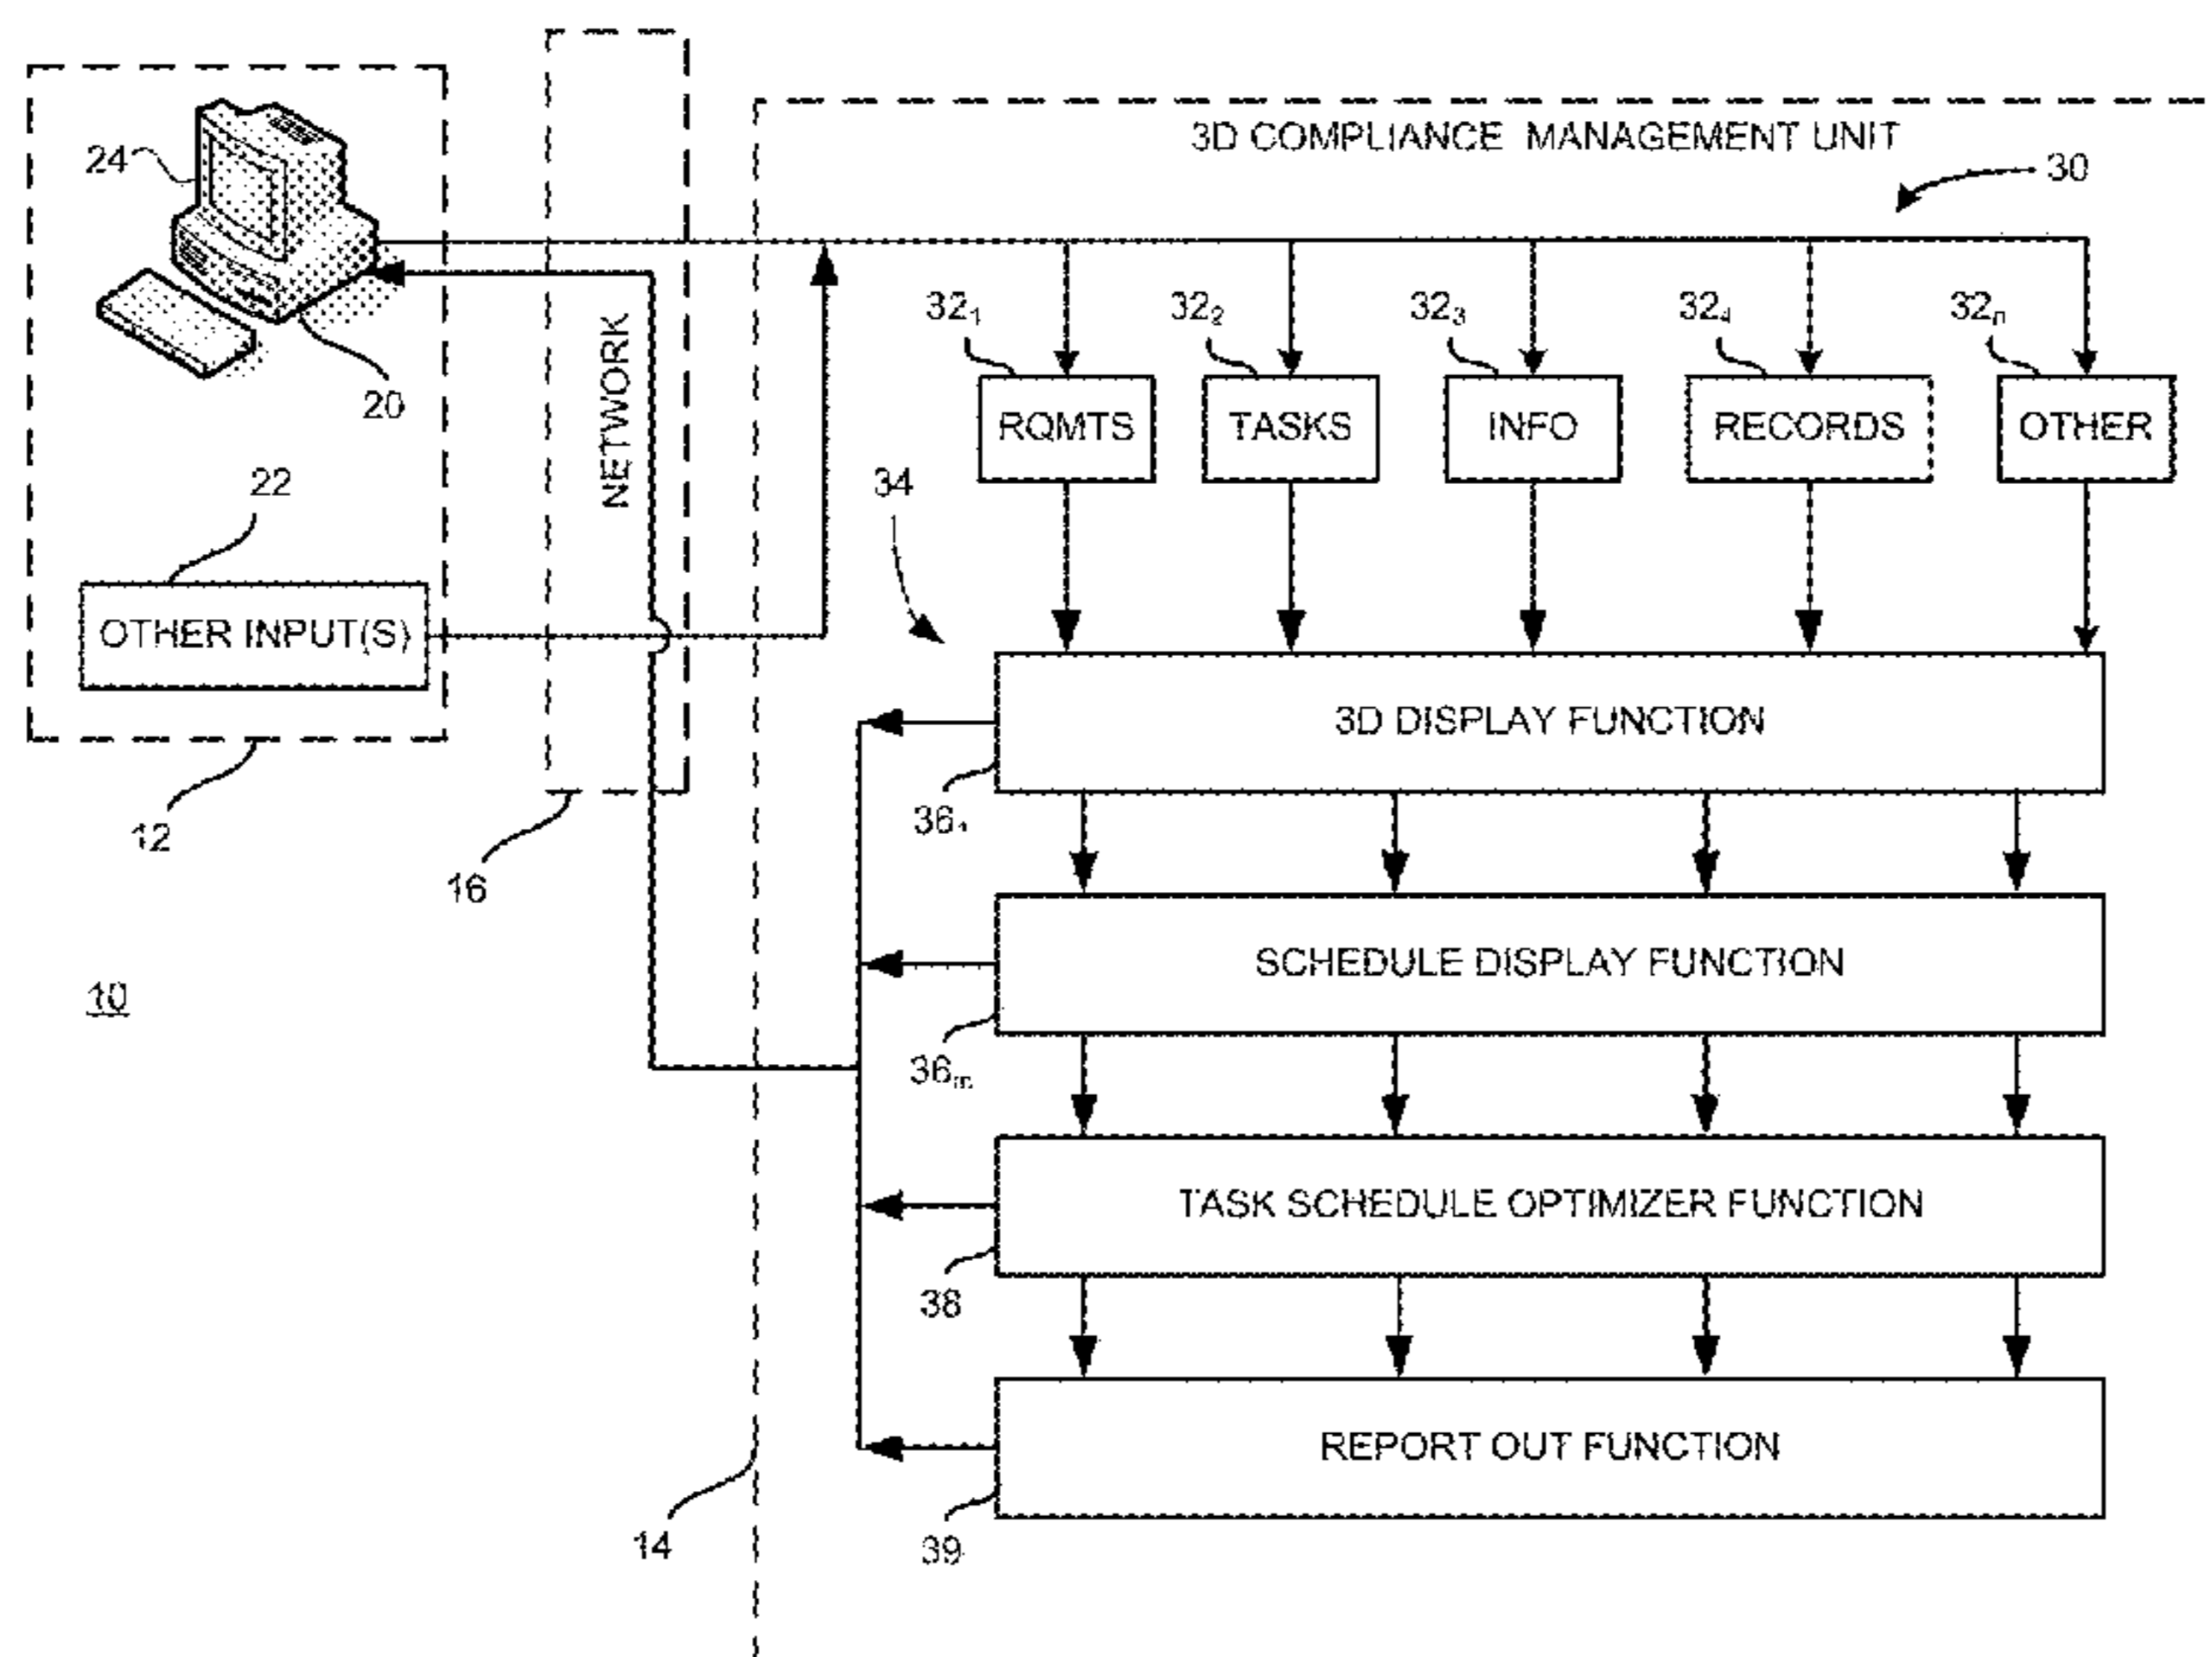 3D COMPLIANCE MANAGEMENT UNIT
30
24
20
22
OTHER INPUT(S)
12
NETWORK
16
10
14
32₁
32₂
32₃
32₄
32ₙ
RQMTS
TASKS
INFO
RECORDS
OTHER
34
3D DISPLAY FUNCTION
36₁
SCHEDULE DISPLAY FUNCTION
36ₘ
TASK SCHEDULE OPTIMIZER FUNCTION
38
REPORT OUT FUNCTION
39